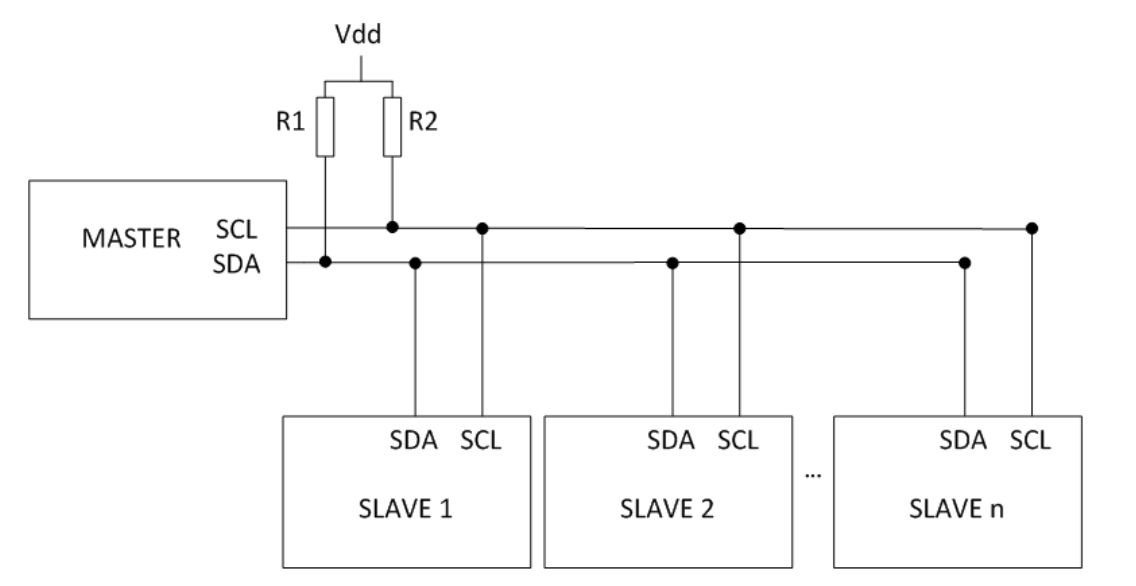 Vdd
R1 R2
MASTER SCL
SDA
SDA SCL SDA SCL SDA SCL
...
SLAVE 1 SLAVE 2 SLAVE n